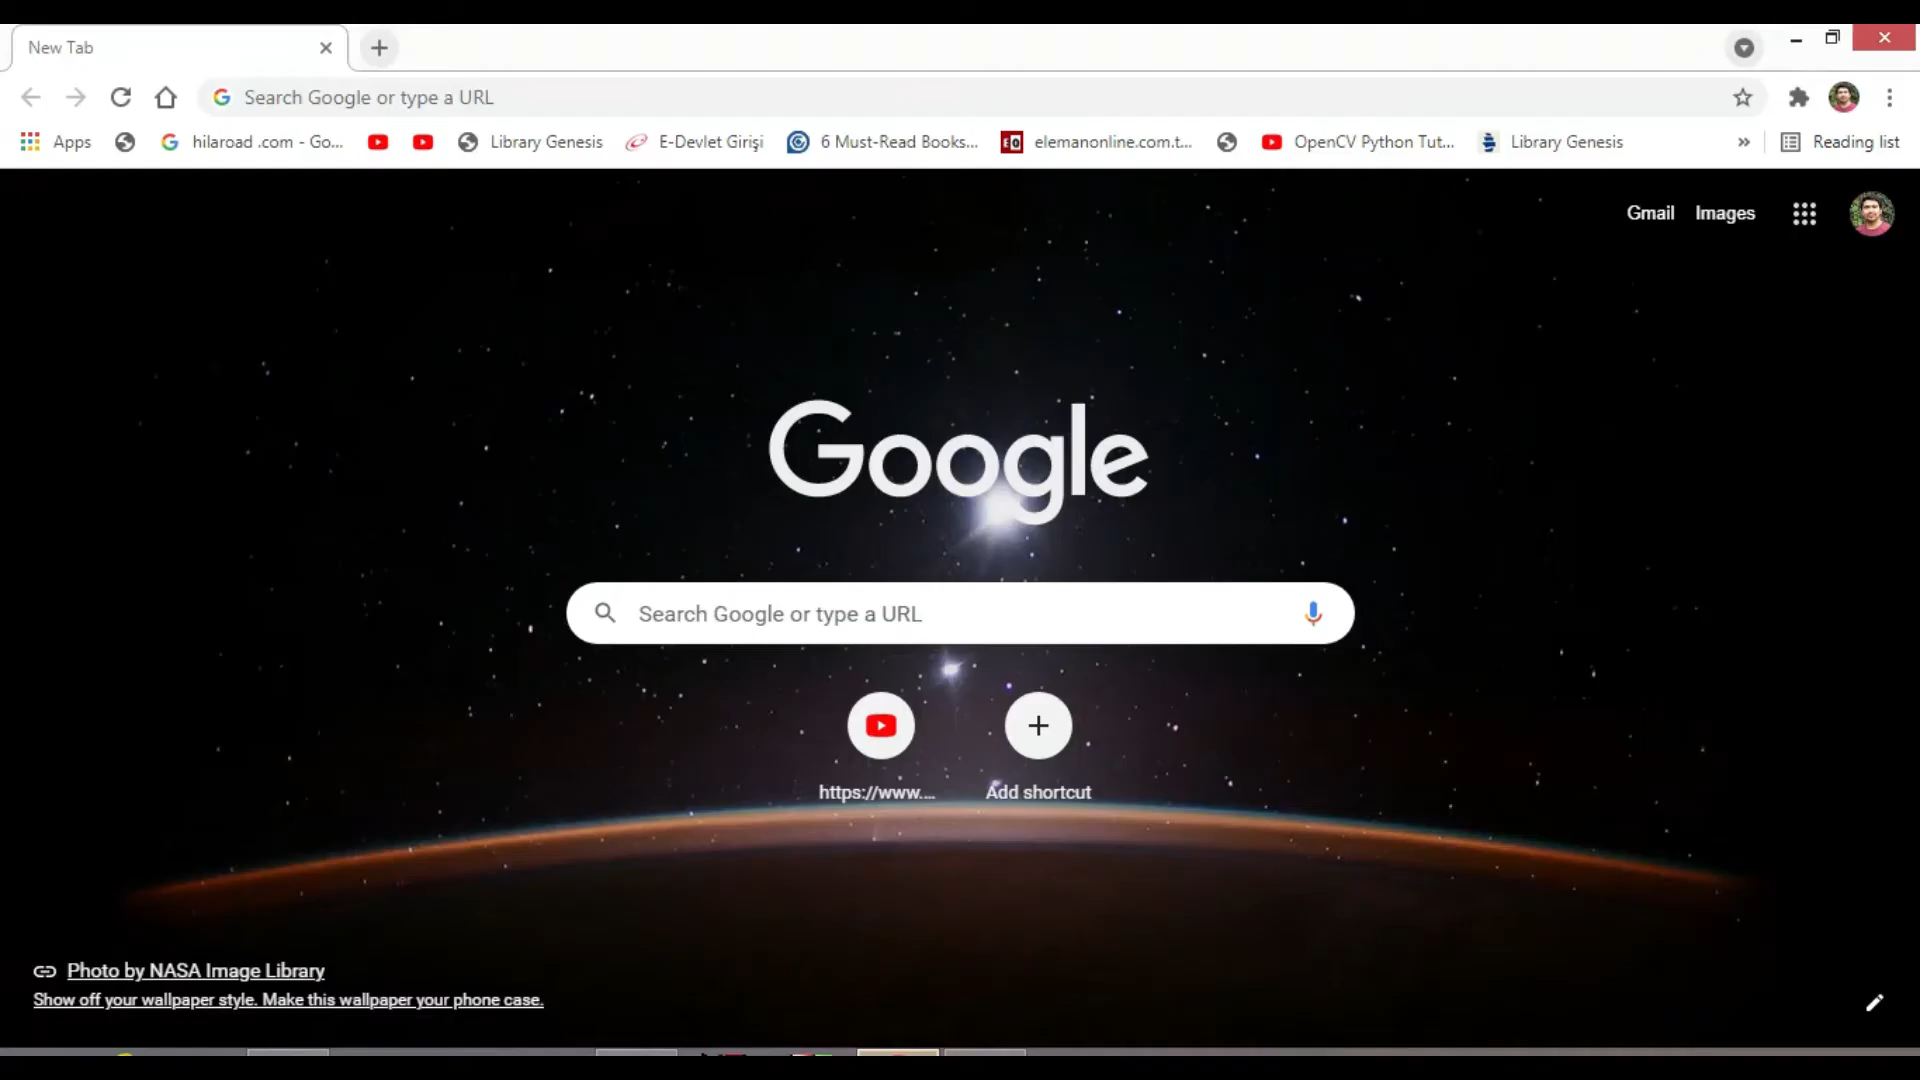 New Tab
Search Google or type a URL
Apps hilaroad .com - Go... Library Genesis E-Devlet Girişi 6 Must-Read Books... EO elemanonline.com.t... OpenCV Python Tut... Library Genesis » Reading list
Gmail Images
Google
Search Google or type a URL
https://www.... Add shortcut
Photo by NASA Image Library
Show off your wallpaper style. Make this wallpaper your phone case.